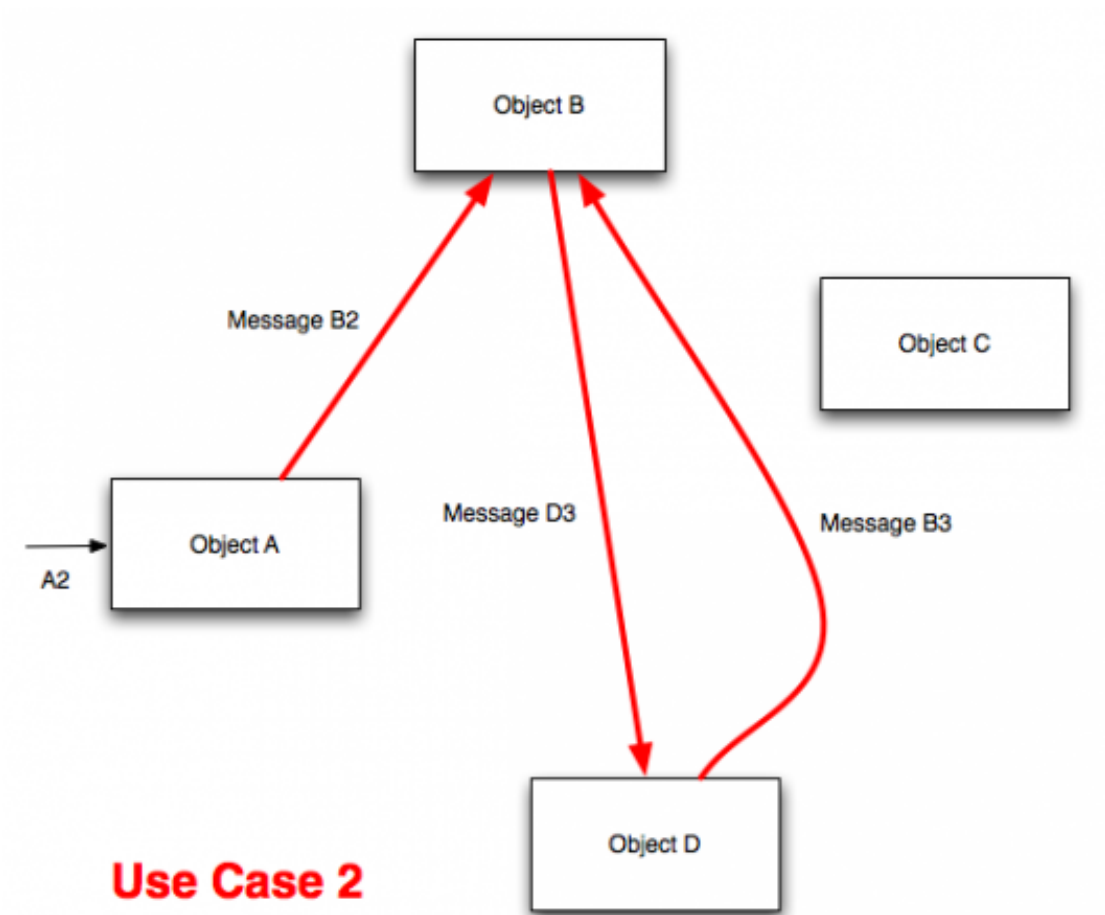 Object B
Message B2
Object C
Message D3
Message B3
Object A
A2
Object D
Use Case 2